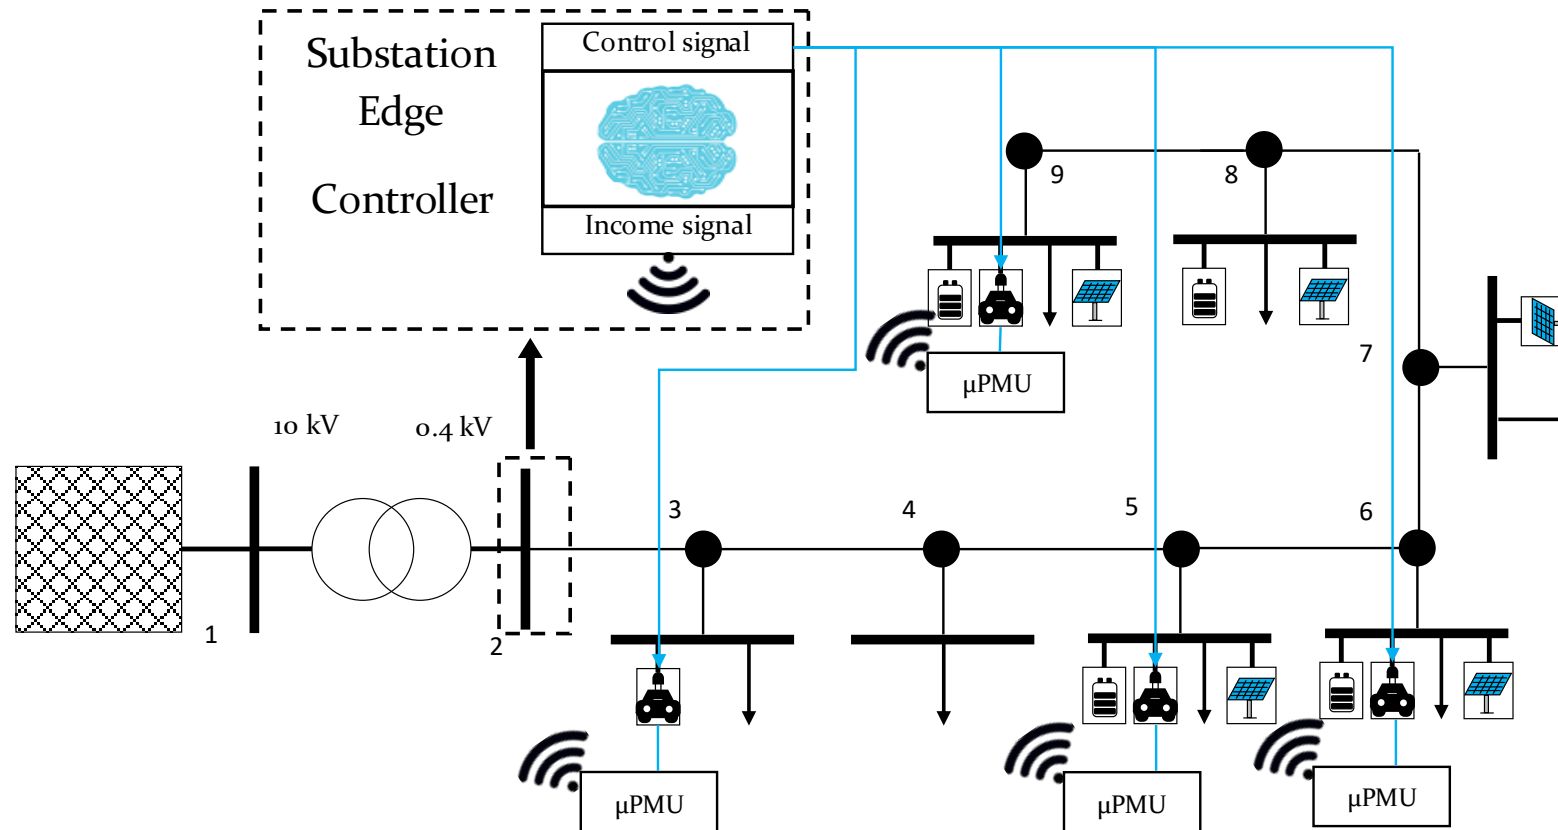 Substation
Edge
Controller
Control signal
Income signal
9
8
7
μPMU
10 kV
0.4 kV
3
4
5
6
1
2
μPMU
μPMU
μPMU